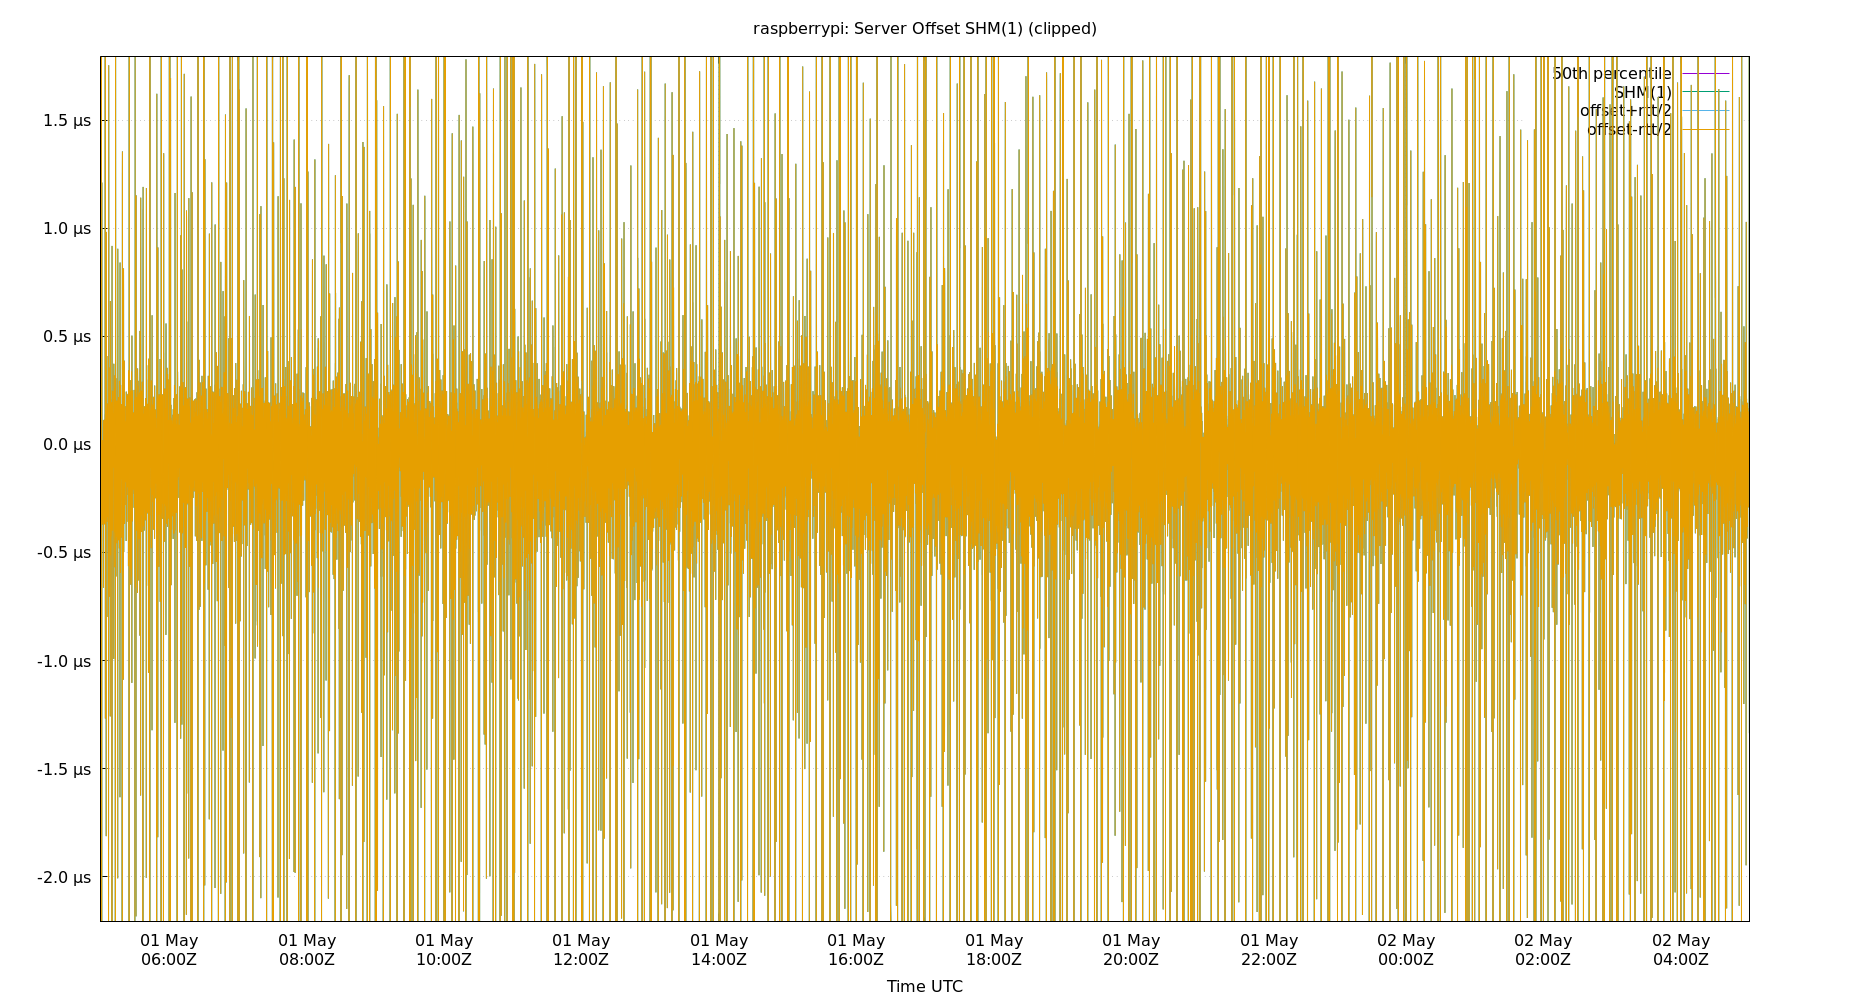 raspberrypi: Server Offset SHM(1) (clipped)
50th percentile
SHM(1)
offset+rtt/2
offset-rtt/2
1.5 µs
1.0 µs
0.5 µs
0.0 µs
-0.5 µs
-1.0 µs
-1.5 µs
-2.0 µs
01 May 01 May 01 May 01 May 01 May 01 May 01 May 01 May 01 May 02 May 02 May 02 May
06:00Z 08:00Z 10:00Z 12:00Z 14:00Z 16:00Z 18:00Z 20:00Z 22:00Z 00:00Z 02:00Z 04:00Z
Time UTC